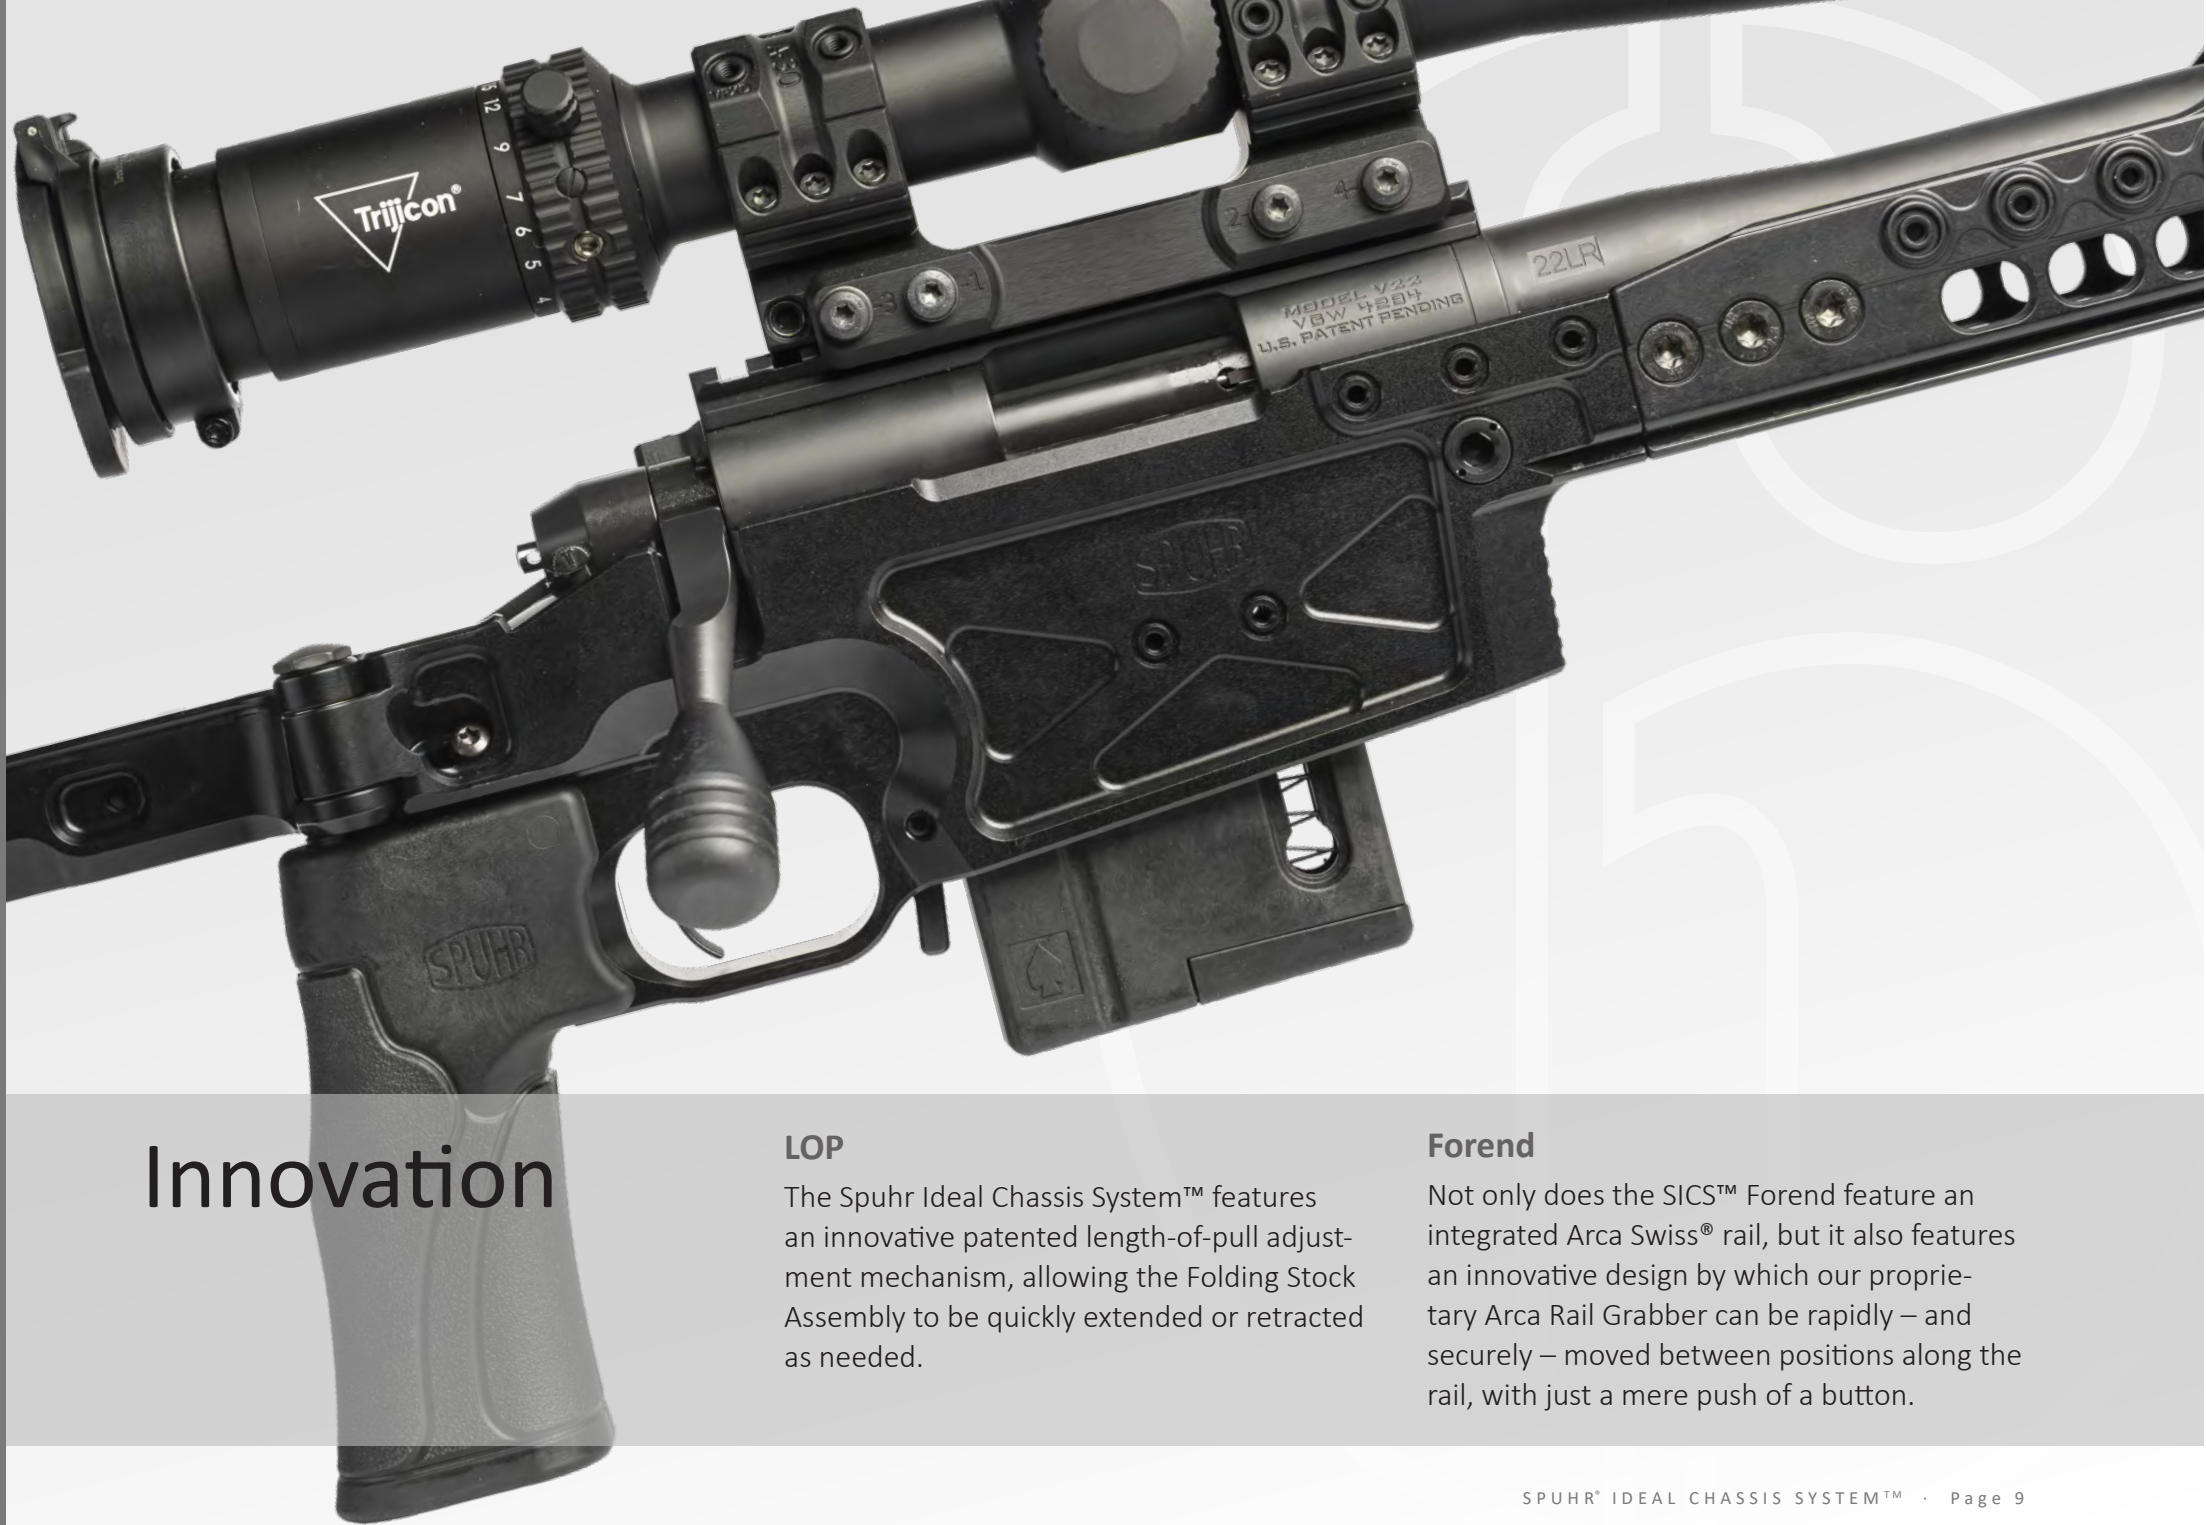 Trijicon®
12
9
7
6
5
4
2
4
3
1
22LR
MODEL V22
VGW 4284
U.S. PATENT PENDING
SPUHR
SPUHR
Innovation
LOP
The Spuhr Ideal Chassis System™ features
an innovative patented length-of-pull adjust-
ment mechanism, allowing the Folding Stock
Assembly to be quickly extended or retracted
as needed.
Forend
Not only does the SICS™ Forend feature an
integrated Arca Swiss® rail, but it also features
an innovative design by which our proprie-
tary Arca Rail Grabber can be rapidly – and
securely – moved between positions along the
rail, with just a mere push of a button.
SPUHR® IDEAL CHASSIS SYSTEM™ · Page 9